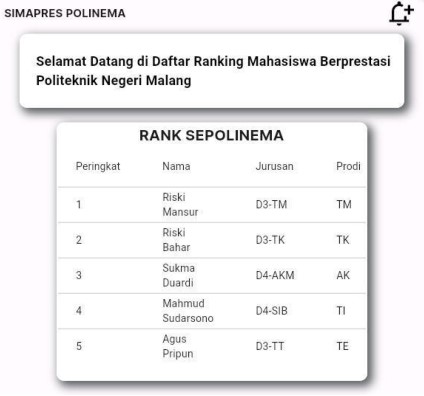 SIMAPRES POLINEMA
Selamat Datang di Daftar Ranking Mahasiswa Berprestasi
Politeknik Negeri Malang
RANK SEPOLINEMA
Peringkat Nama Jurusan Prodi
1 Riski Mansur D3-TM TM
2 Riski Bahar D3-TK TK
3 Sukma Duardi D4-AKM AK
4 Mahmud Sudarsono D4-SIB TI
5 Agus Pripun D3-TT TE